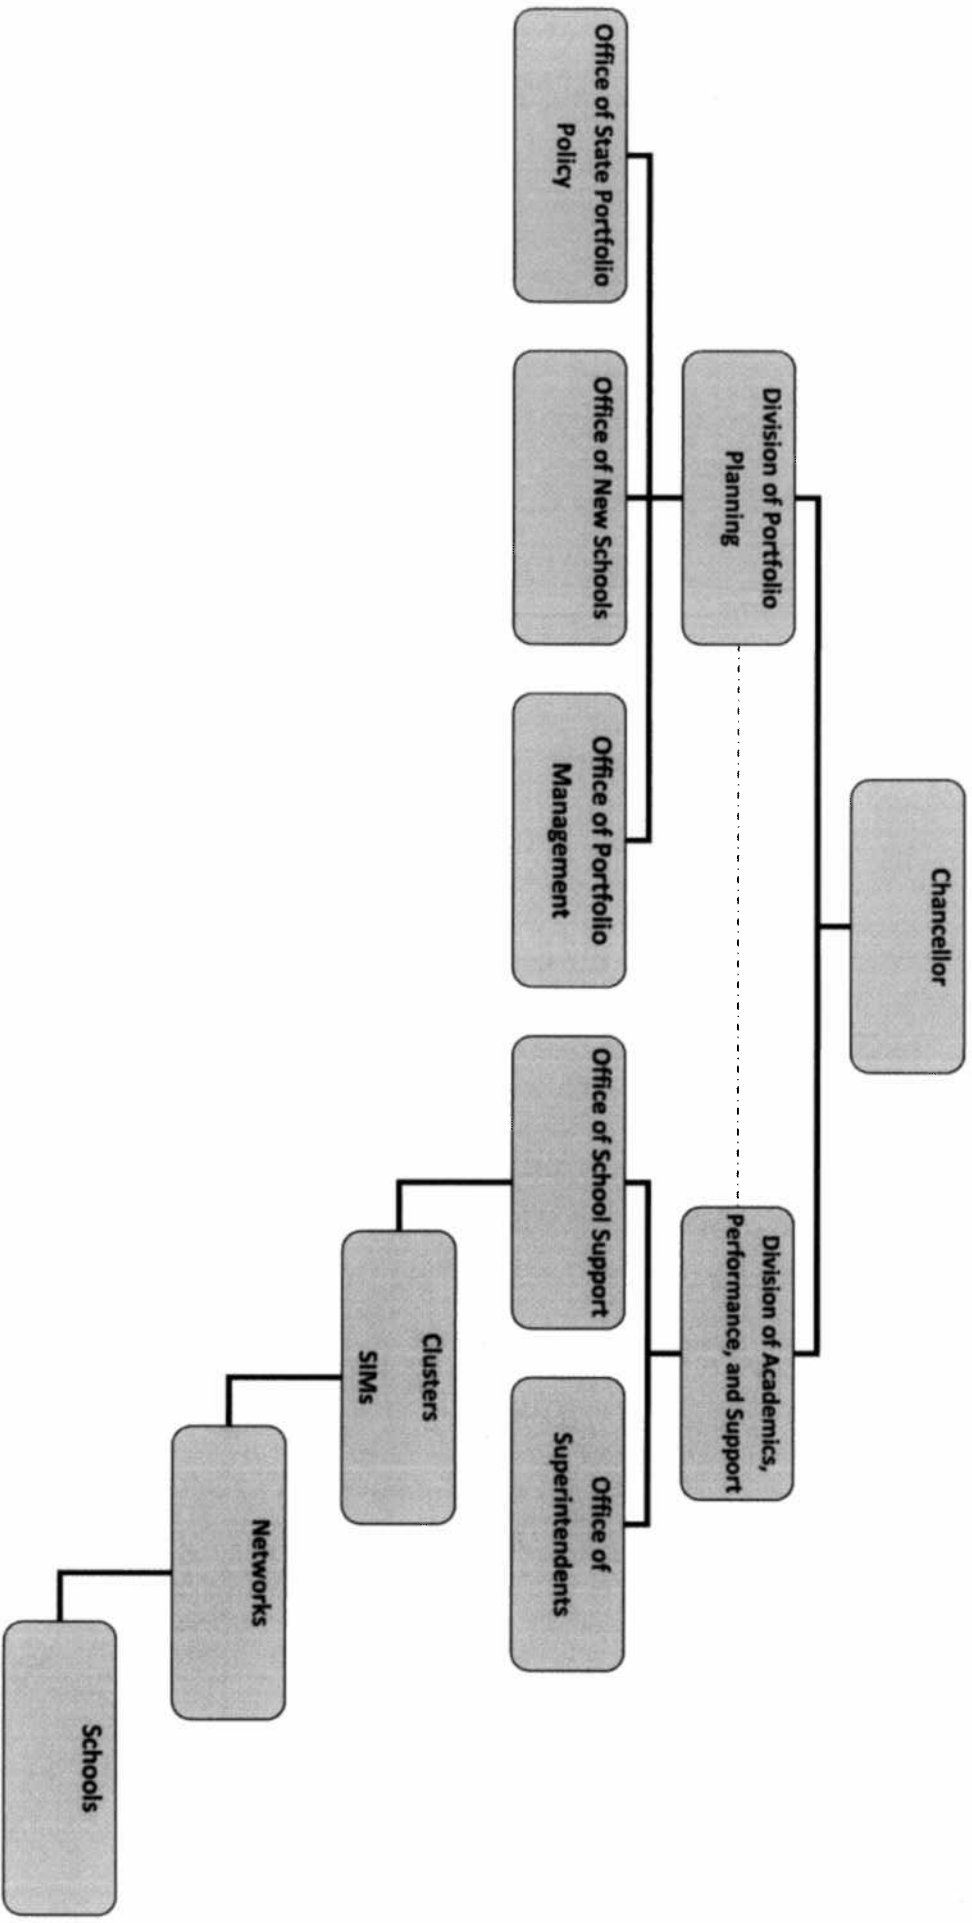 Chancellor
Division of Portfolio
Planning
Division of Academics,
Performance, and Support
Office of State Portfolio
Policy
Office of New Schools
Office of Portfolio
Management
Office of School Support
Office of
Superintendents
Clusters
SIMs
Networks
Schools